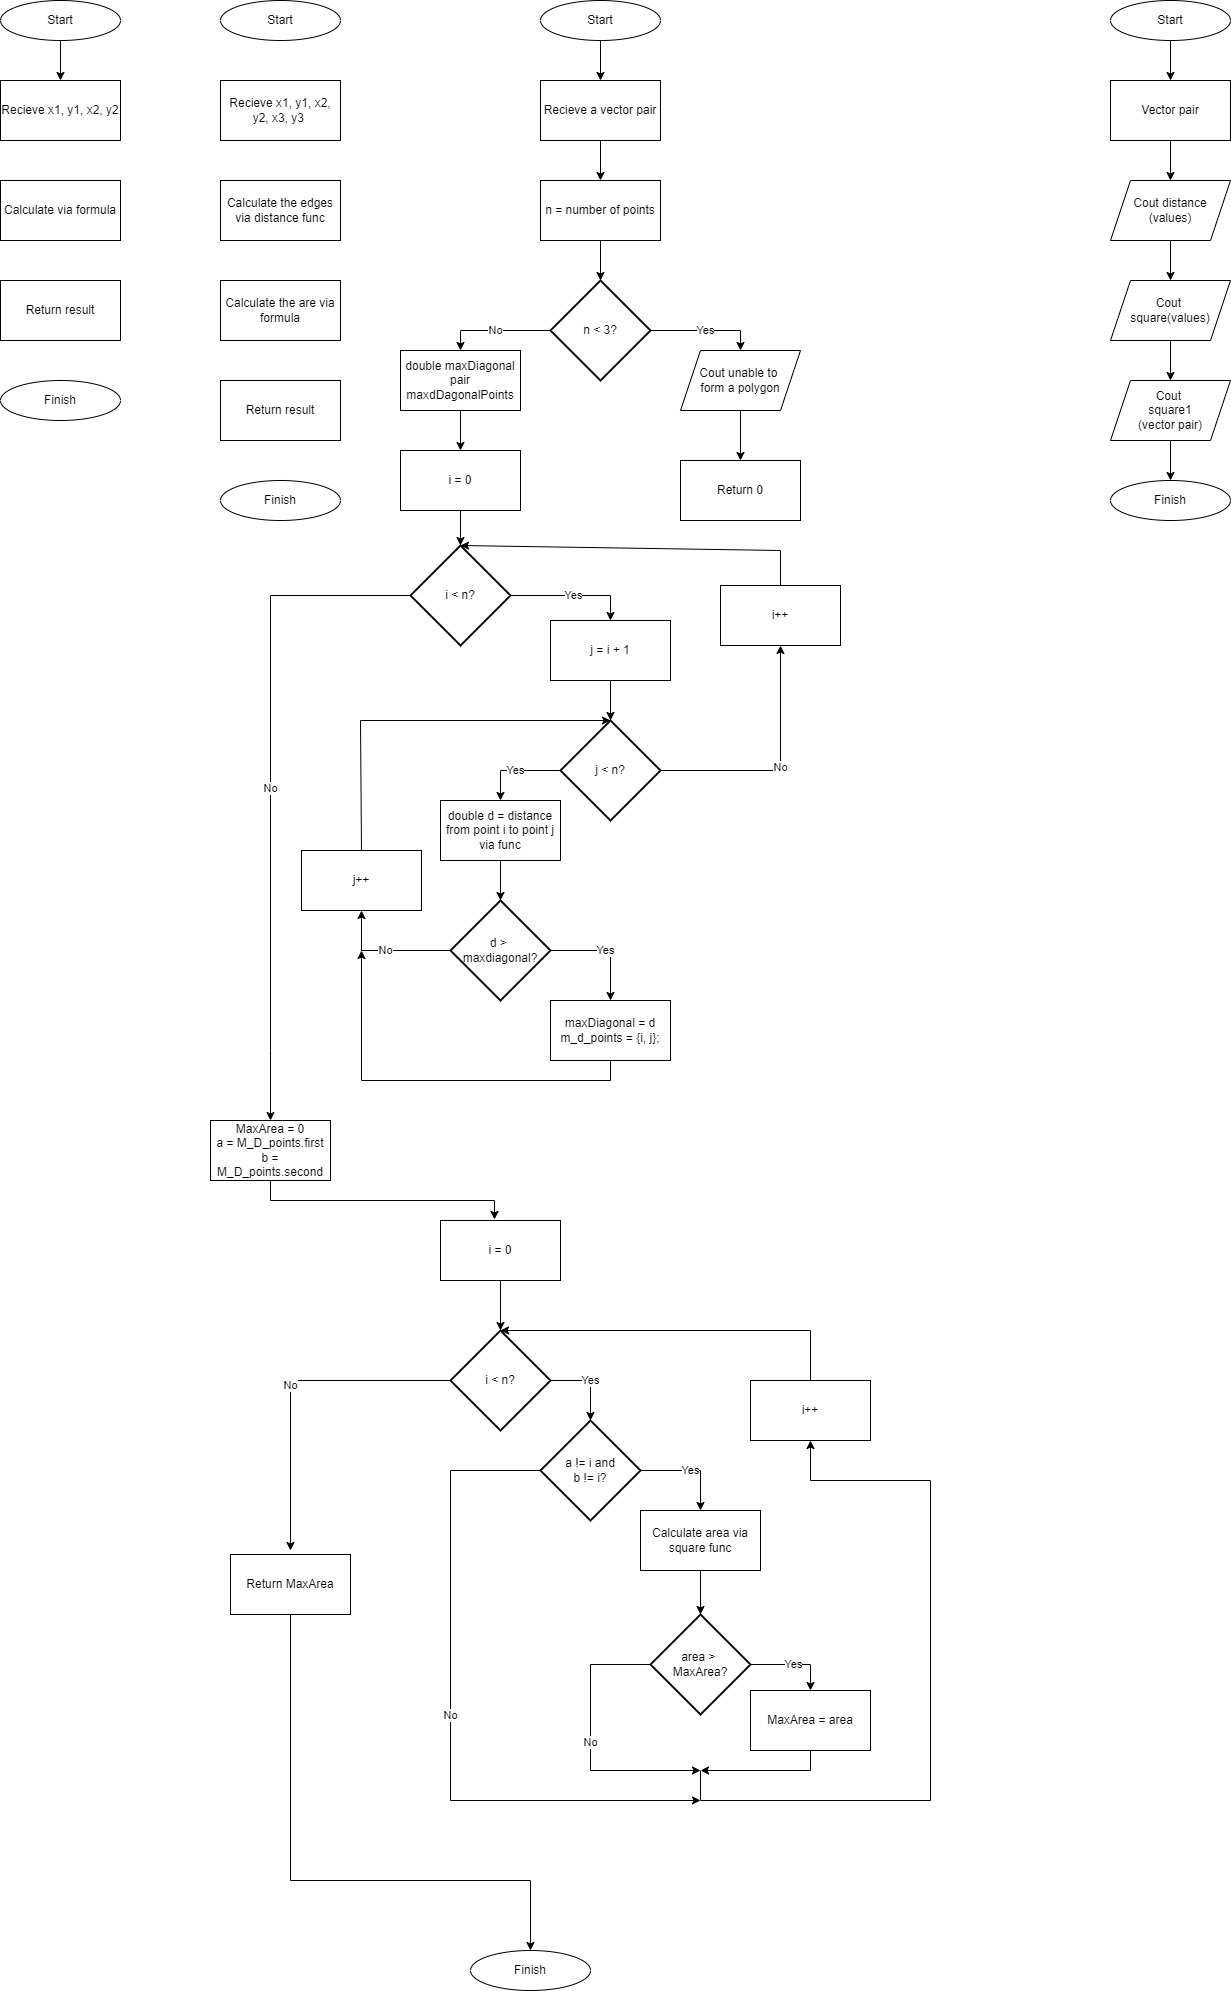 Start
Recieve x1, y1, x2, y2
Calculate via formula
Return result
Finish
Start
Recieve x1, y1, x2,
y2, x3, y3
Calculate the edges
via distance func
Calculate the are via
formula
Return result
Finish
Start
Recieve a vector pair
n = number of points
n < 3?
No
Yes
double maxDiagonal
pair
maxdDagonalPoints
Cout unable to
form a polygon
i = 0
Return 0
i < n?
Yes
i++
j = i + 1
No
j < n?
Yes
No
double d = distance
from point i to point j
via func
j++
d >
maxdiagonal?
No
Yes
maxDiagonal = d
m_d_points = {i, j};
MaxArea = 0
a = M_D_points.first
b =
M_D_points.second
i = 0
i < n?
No
Yes
i++
a != i and
b != i?
Yes
Calculate area via
square func
Return MaxArea
area >
MaxArea?
Yes
No
No
MaxArea = area
Finish
Start
Vector pair
Cout distance
(values)
Cout
square(values)
Cout
square1
(vector pair)
Finish